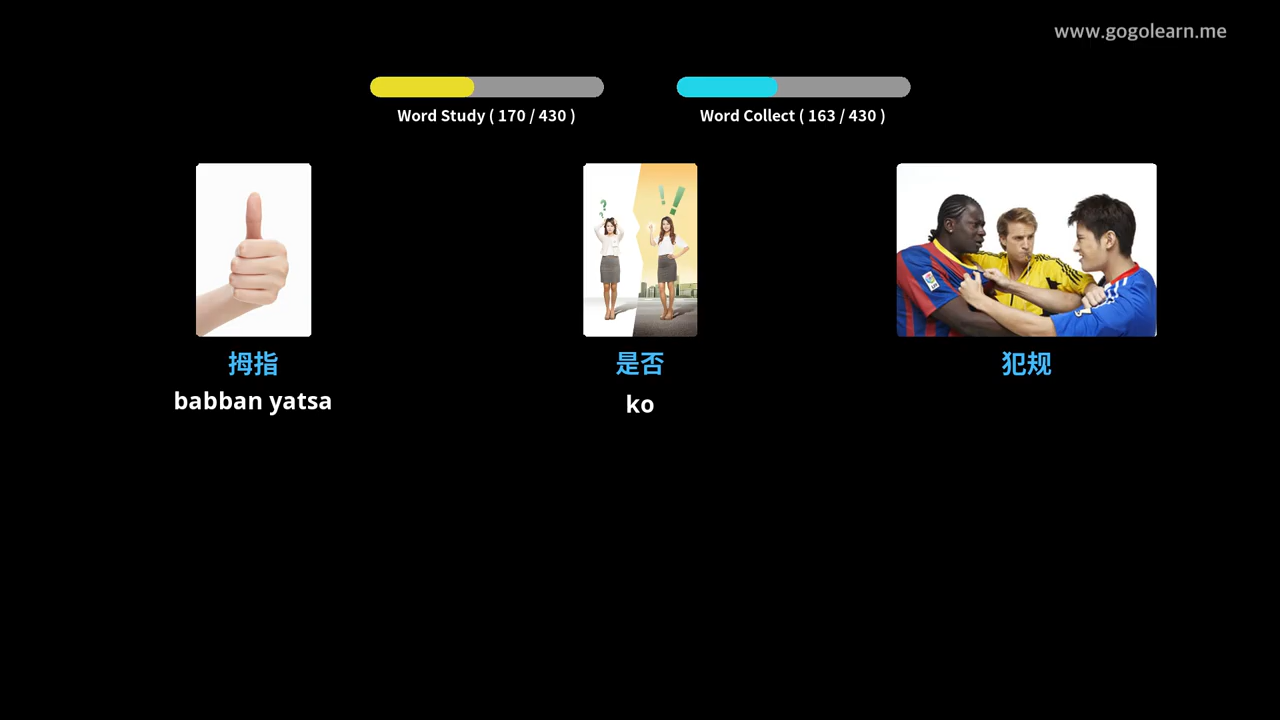 www.gogolearn.me
Word Study ( 170 / 430 )
Word Collect ( 163 / 430 )
拇指
babban yatsa
是否
ko
犯规